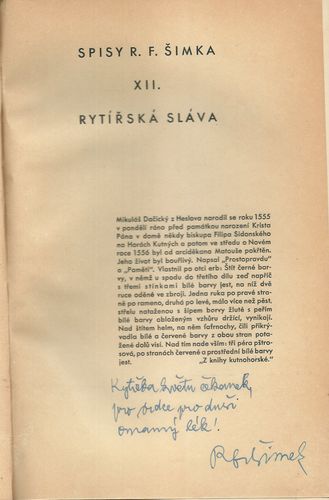 SPISY R. F. ŠIMKA
XII.
RYTÍŘSKÁ SLÁVA
Mikuláš Dačický z Heslova narodil se roku 1555
v pondělí ráno před památkou narození Krista
Pána v domě někdy biskupa Filipa Sidonského
na Horách Kutných a potom ve středu o Novém
roce 1556 byl od arciděkana Matouše pokřtěn.
Jeho život byl bouřlivý. Napsal „Prostopravdu"
a „Paměti". Vlastnil po otci erb: Štít černé bar-
vy, v němž u spodu do třetího dílu zeď napříč
s třemi stínkami bílé barvy jest, na níž dvě
ruce oděné ve zbroji. Jedna ruka po pravé stra-
ně po rameno, druhá po levé, málo více než pěst,
střelu nataženou s šípem barvy žluté s peřím
bílé barvy obloženým vzhůru držící, vynikají.
Nad štítem helm, na něm fafrnochy, čili přikrý-
vadla bílé a červené barvy z obou stran pota-
žené dolů visí. Nad tím nade vším: tři péra pštro-
sová, po stranách červené a prostřední bílé barvy
jest. „Z knihy kutnohorské."
Kytička květu čekanek,
pro srdce pro duši
omamný lék!
R F Šimek